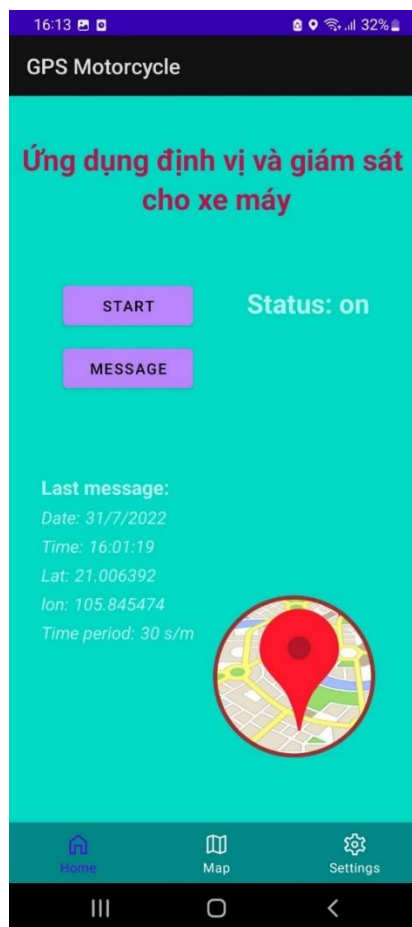 16:13 32%
GPS Motorcycle
Ứng dụng định vị và giám sát
cho xe máy
START
Status: on
MESSAGE
Last message:
Date: 31/7/2022
Time: 16:01:19
Lat: 21.006392
lon: 105.845474
Time period: 30 s/m
Home Map Settings